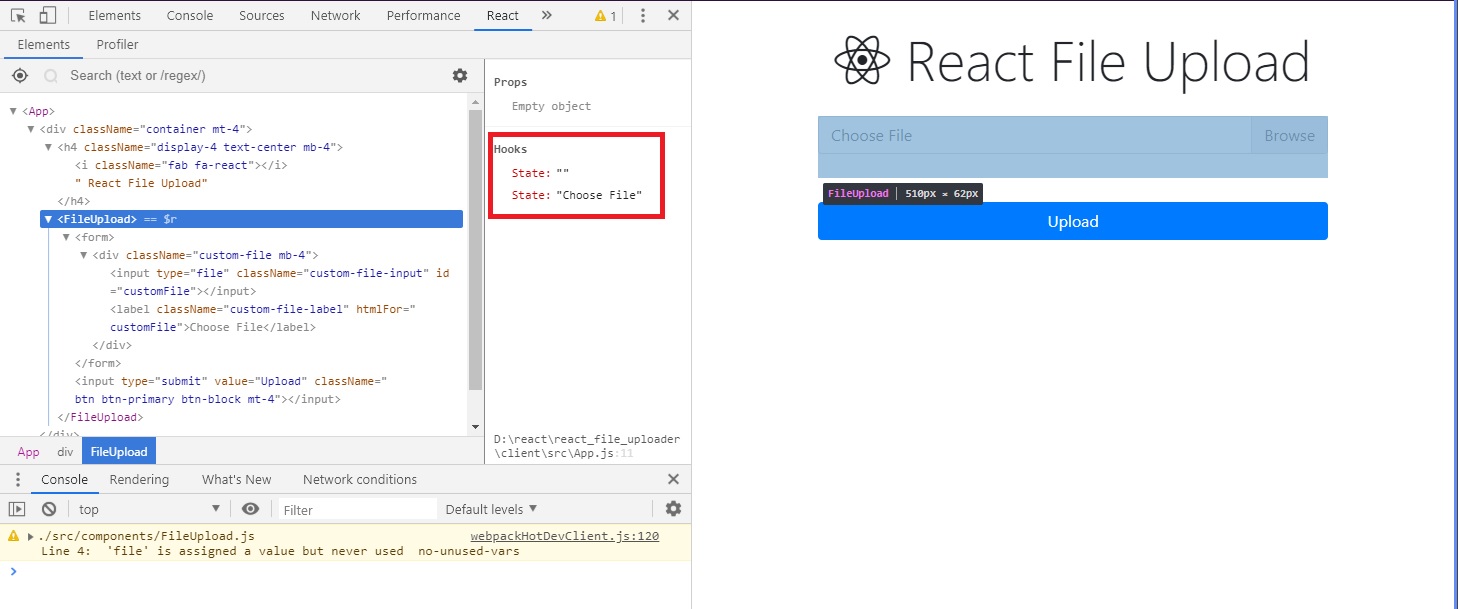 Elements Console Sources Network Performance React » 1
Elements Profiler
Search (text or /regex/)
<App>
<div className="container mt-4">
<h4 className="display-4 text-center mb-4">
<i className="fab fa-react"></i>
" React File Upload"
</h4>
<FileUpload> == $r
<form>
<div className="custom-file mb-4">
<input type="file" className="custom-file-input" id
="customFile"></input>
<label className="custom-file-label" htmlFor="
customFile">Choose File</label>
</div>
</form>
<input type="submit" value="Upload" className="
btn btn-primary btn-block mt-4"></input>
</FileUpload>
</div>
App div FileUpload
Props
Empty object
Hooks
State: ""
State: "Choose File"
D:\react\react_file_uploader
\client\src\App.js:11
Console Rendering What's New Network conditions
top Filter Default levels
./src/components/FileUpload.js webpackHotDevClient.js:120
Line 4: 'file' is assigned a value but never used no-unused-vars
React File Upload
Choose File Browse
FileUpload 510px × 62px
Upload